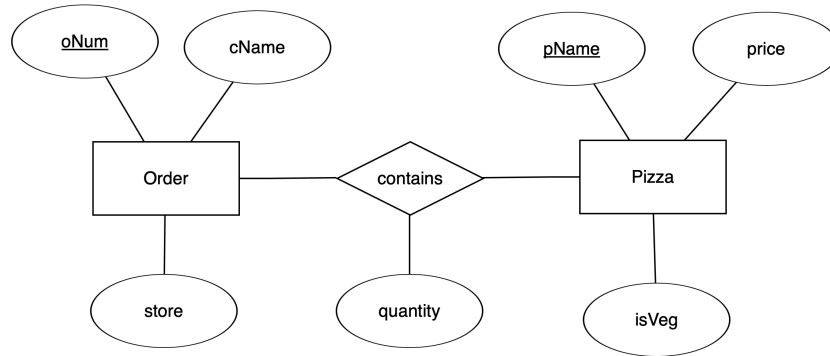 oNum
cName
pName
price
Order
contains
Pizza
store
quantity
isVeg